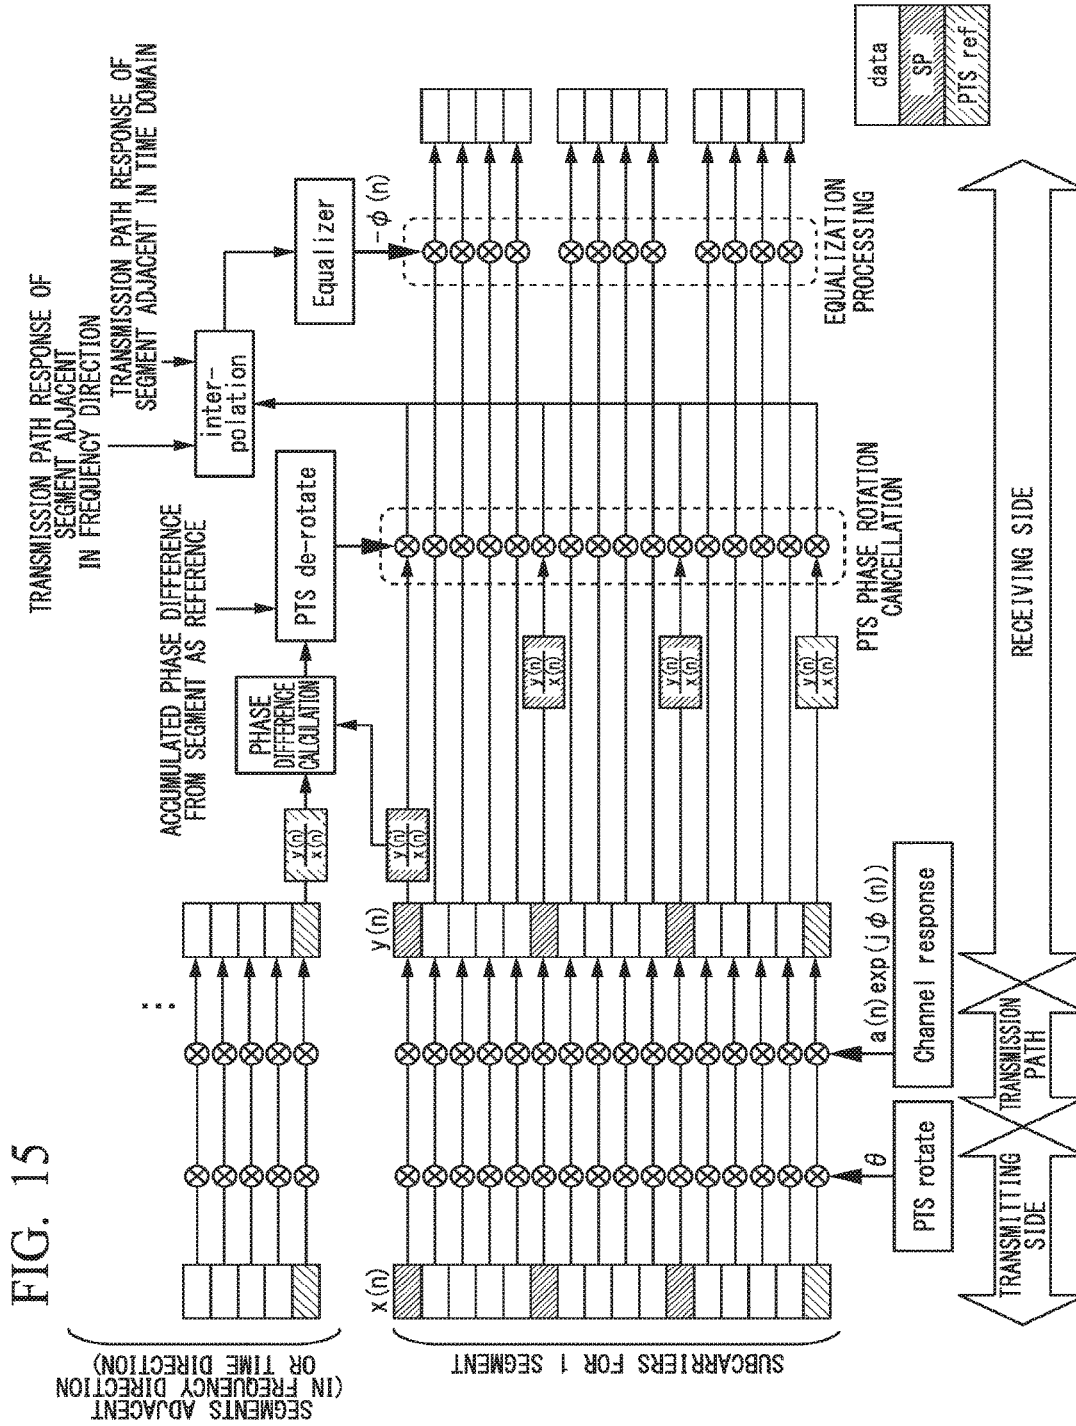 FIG. 15
TRANSMISSION PATH RESPONSE OF
SEGMENT ADJACENT
IN FREQUENCY DIRECTION
TRANSMISSION PATH RESPONSE OF
SEGMENT ADJACENT IN TIME DOMAIN
ACCUMULATED PHASE DIFFERENCE
FROM SEGMENT AS REFERENCE
inter-
polation
Equalizer
-φ(n)
PTS de-rotate
PHASE
DIFFERENCE
CALCULATION
SEGMENTS ADJACENT
(IN FREQUENCY DIRECTION
OR TIME DIRECTION)
y(n)
x(n)
SUBCARRIERS FOR 1 SEGMENT
x(n)
y(n)
y(n)
x(n)
y(n)
x(n)
y(n)
x(n)
y(n)
x(n)
PTS PHASE ROTATION
CANCELLATION
EQUALIZATION
PROCESSING
θ
PTS rotate
a(n)exp(jφ(n))
Channel response
data
SP
PTS ref
TRANSMITTING
SIDE
TRANSMISSION
PATH
RECEIVING SIDE